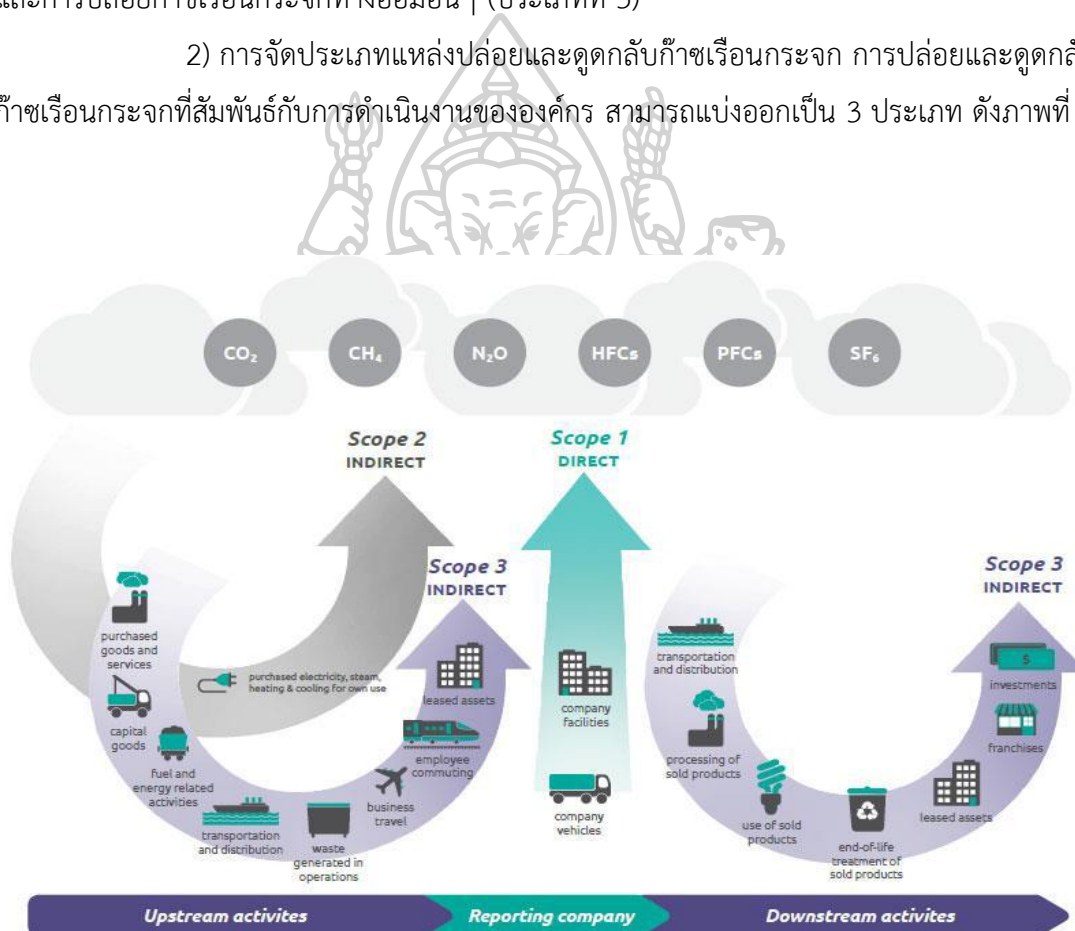 และการปล่อยก๊าซเรือนกระจกทางอ้อมอื่น ๆ (ประเภทที่ 3)
2) การจัดประเภทแหล่งปล่อยและดูดกลับก๊าซเรือนกระจก การปล่อยและดูดกลั
ก๊าซเรือนกระจกที่สัมพันธ์กับการดำเนินงานขององค์กร สามารถแบ่งออกเป็น 3 ประเภท ดังภาพที่
CO₂ CH₄ N₂O HFCs PFCs SF₆
Scope 2
INDIRECT
Scope 1
DIRECT
Scope 3
INDIRECT
Scope 3
INDIRECT
purchased
goods and
services
capital
goods
fuel and
energy related
activities
transportation
and distribution
waste
generated in
operations
business
travel
employee
commuting
leased assets
purchased electricity, steam,
heating & cooling for own use
company
facilities
company
vehicles
transportation
and distribution
processing of
sold products
use of sold
products
end-of-life
treatment of
sold products
leased assets
franchises
$
investments
Upstream activites
Reporting company
Downstream activites